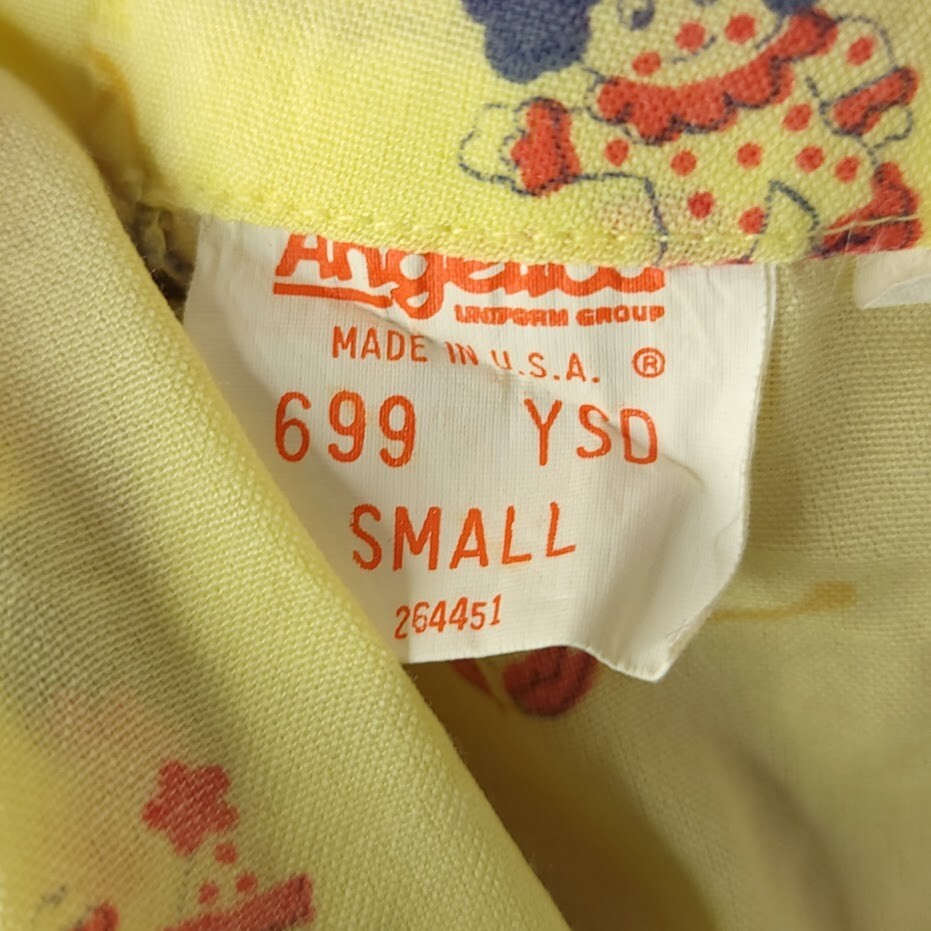 Angelica
UNIFORM GROUP
MADE IN U.S.A. ®
699 YSD
SMALL
264451